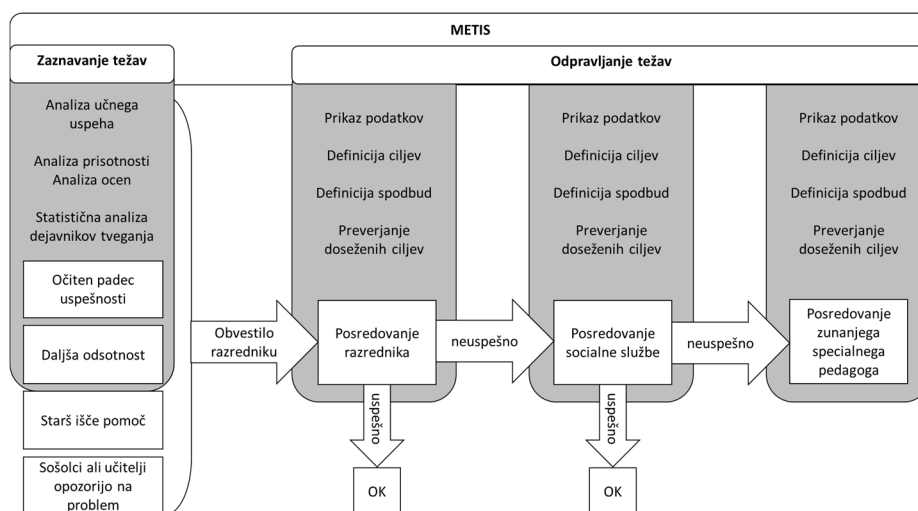 METIS
Zaznavanje težav
Analiza učnega
uspeha
Analiza prisotnosti
Analiza ocen
Statistična analiza
dejavnikov tveganja
Očiten padec
uspešnosti
Daljša odsotnost
Starš išče pomoč
Sošolci ali učitelji
opozorijo na
problem
Obvestilo
razredniku
Odpravljanje težav
Prikaz podatkov
Definicija ciljev
Definicija spodbud
Preverjanje
doseženih ciljev
Posredovanje
razrednika
uspešno
OK
neuspešno
Prikaz podatkov
Definicija ciljev
Definicija spodbud
Preverjanje
doseženih ciljev
Posredovanje
socialne službe
uspešno
OK
neuspešno
Prikaz podatkov
Definicija ciljev
Definicija spodbud
Preverjanje
doseženih ciljev
Posredovanje
zunanjega
specialnega
pedagoga